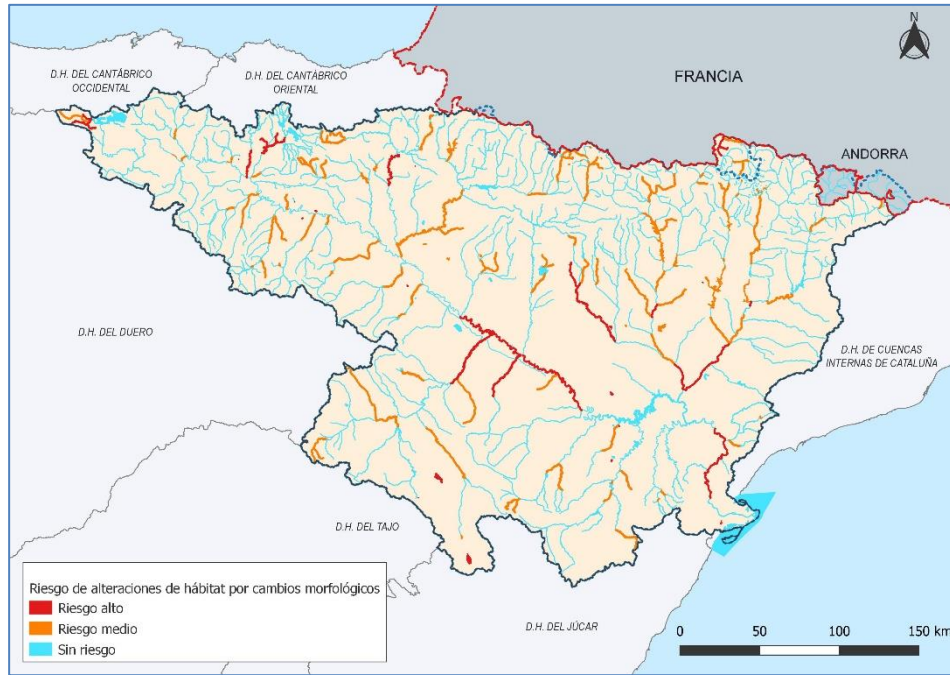 N
D.H. DEL CANTÁBRICO
OCCIDENTAL
D.H. DEL CANTÁBRICO
ORIENTAL
FRANCIA
ANDORRA
D.H. DEL DUERO
D.H. DE CUENCAS
INTERNAS DE CATALUÑA
D.H. DEL TAJO
D.H. DEL JÚCAR
Riesgo de alteraciones de hábitat por cambios morfológicos
Riesgo alto
Riesgo medio
Sin riesgo
0 50 100 150 km